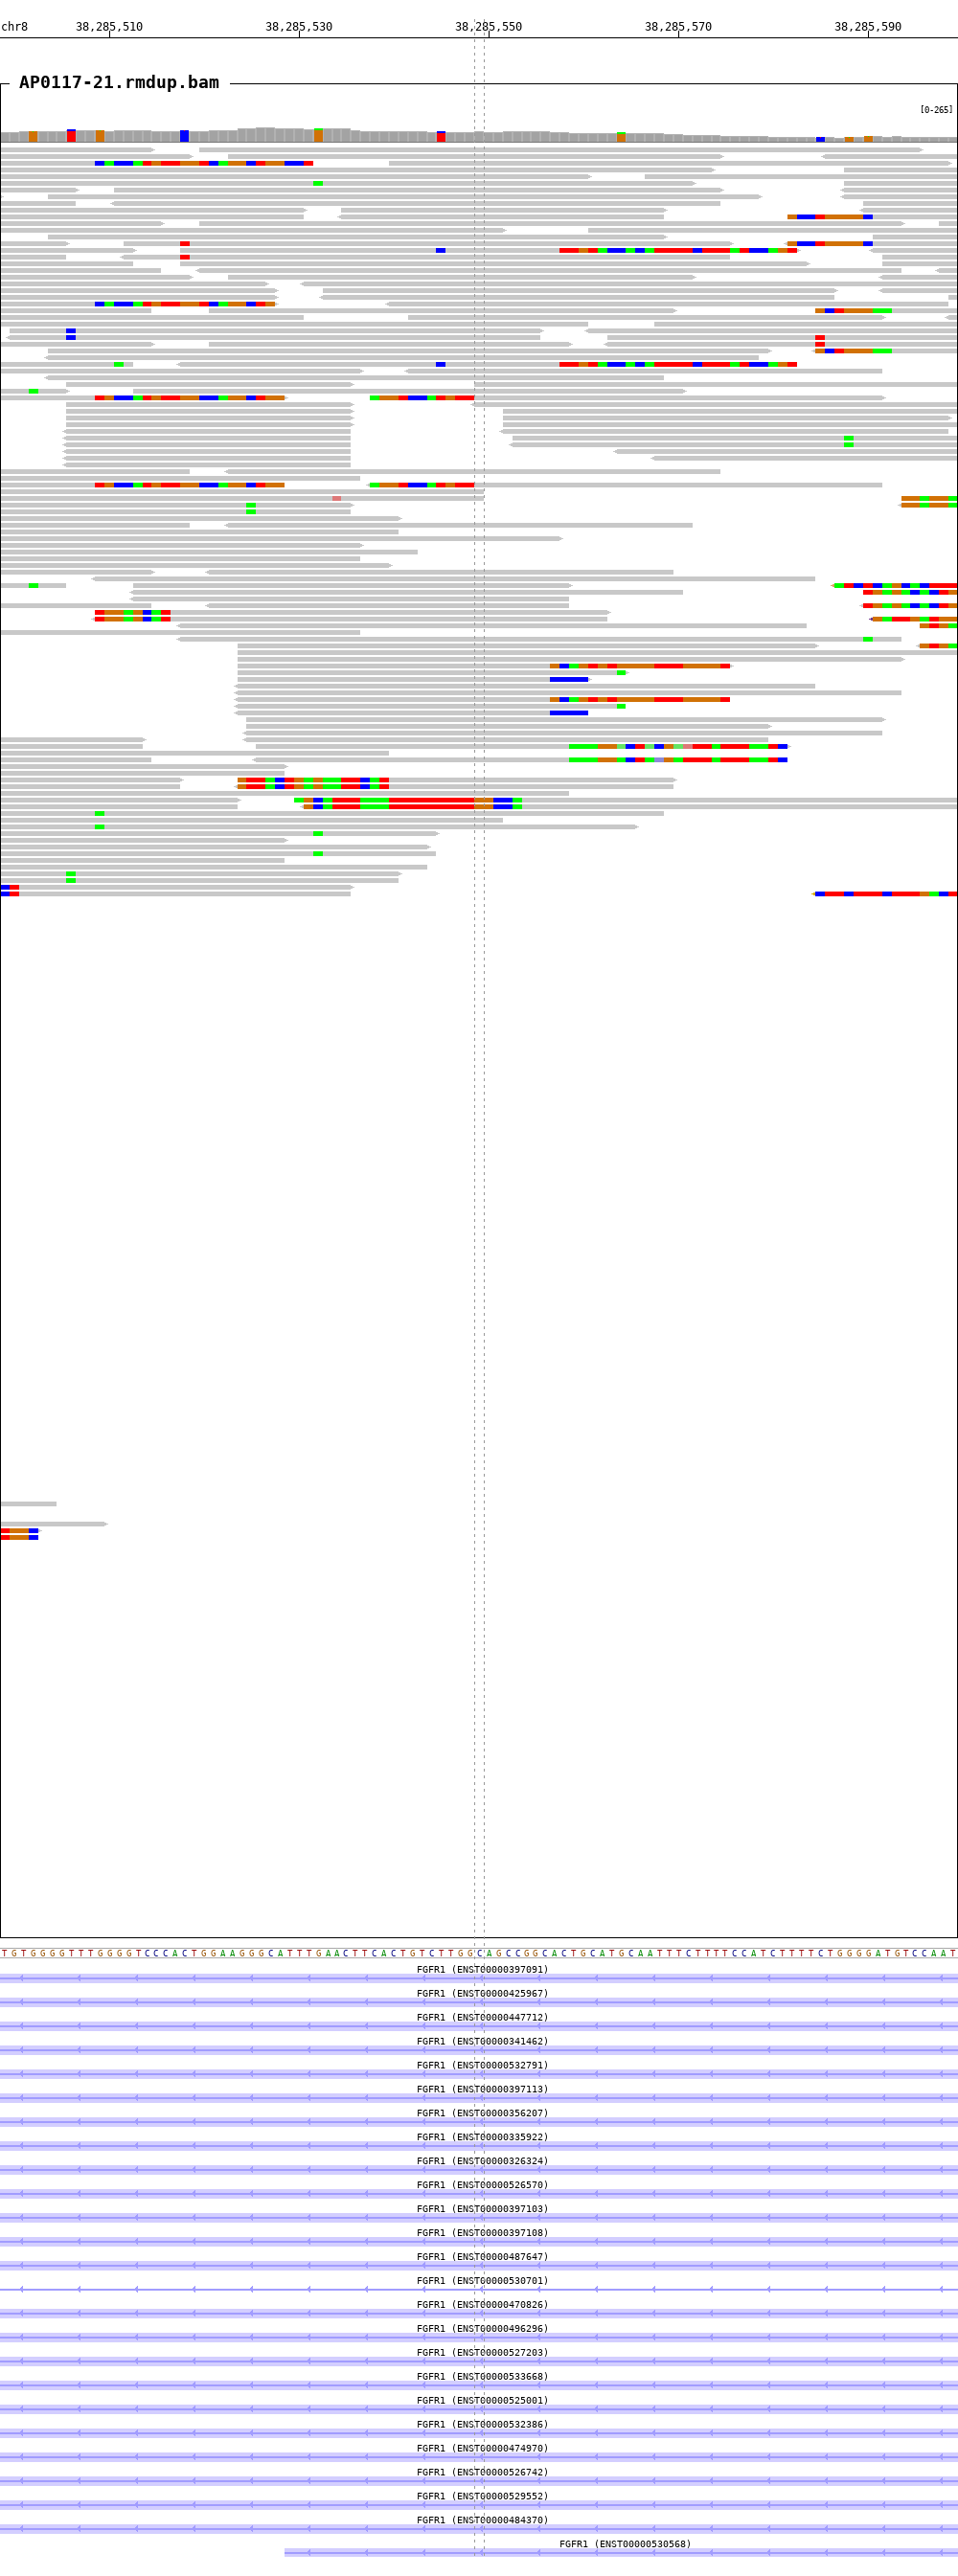 chr8 38,285,510 38,285,530 38,285,550 38,285,570 38,285,590
AP0117-21.rmdup.bam
[0-265]
TGTGGGGTTTGGGGTCCCACTGGAAGGGCATTTGAACTTCACTGTCTTGGCAGCCGGCACTGCATGCAATTTCTTTTCCATCTTTTCTGGGGATGTCCAAT
FGFR1 (ENST00000397091)
FGFR1 (ENST00000425967)
FGFR1 (ENST00000447712)
FGFR1 (ENST00000341462)
FGFR1 (ENST00000532791)
FGFR1 (ENST00000397113)
FGFR1 (ENST00000356207)
FGFR1 (ENST00000335922)
FGFR1 (ENST00000326324)
FGFR1 (ENST00000526570)
FGFR1 (ENST00000397103)
FGFR1 (ENST00000397108)
FGFR1 (ENST00000487647)
FGFR1 (ENST00000530701)
FGFR1 (ENST00000470826)
FGFR1 (ENST00000496296)
FGFR1 (ENST00000527203)
FGFR1 (ENST00000533668)
FGFR1 (ENST00000525001)
FGFR1 (ENST00000532386)
FGFR1 (ENST00000474970)
FGFR1 (ENST00000526742)
FGFR1 (ENST00000529552)
FGFR1 (ENST00000484370)
FGFR1 (ENST00000530568)